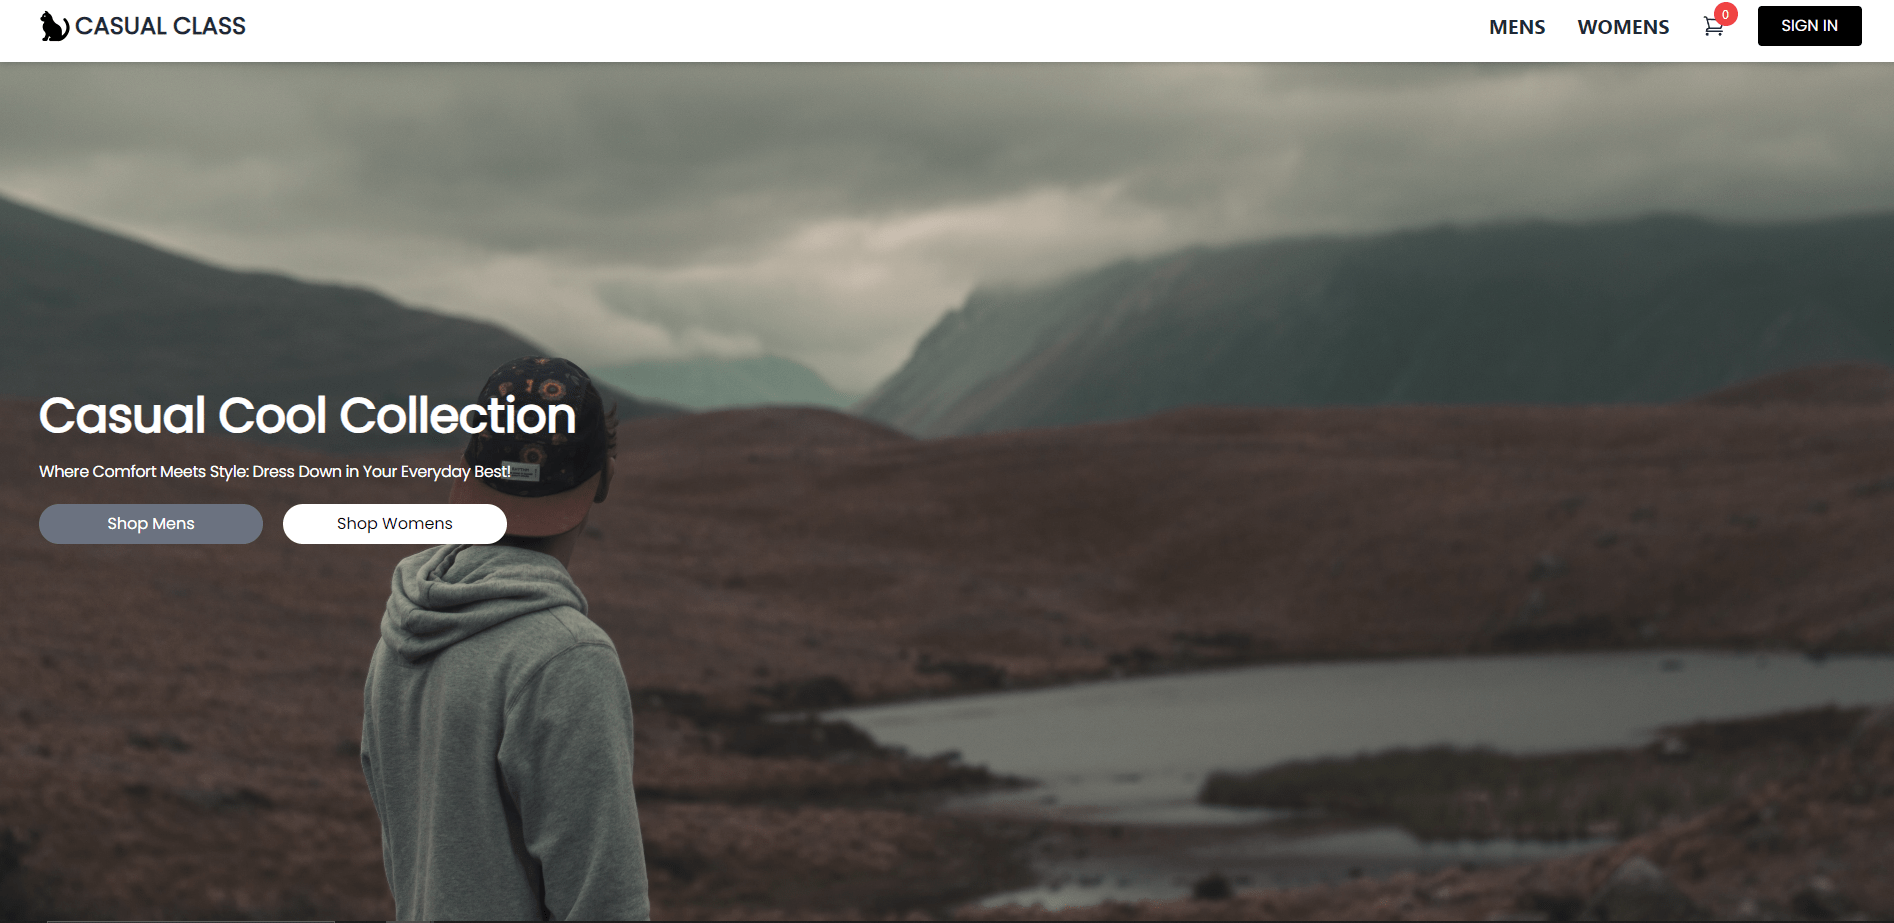 CASUAL CLASS
MENS WOMENS 0 SIGN IN
Casual Cool Collection
Where Comfort Meets Style: Dress Down in Your Everyday Best!
Shop Mens Shop Womens